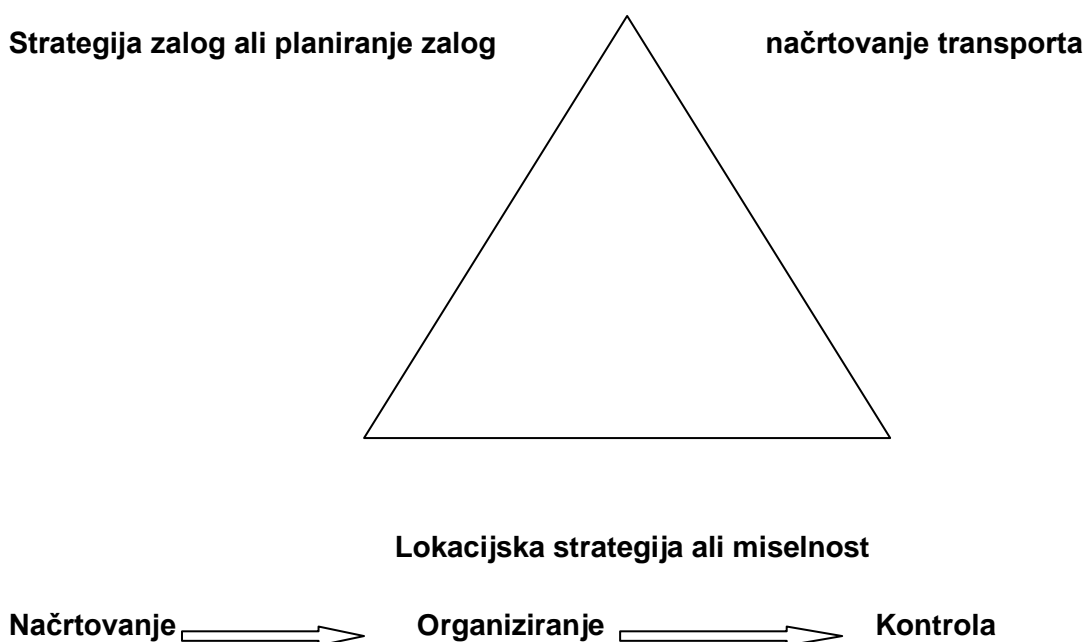 Strategija zalog ali planiranje zalog načrtovanje transporta
Lokacijska strategija ali miselnost
Načrtovanje Organiziranje Kontrola